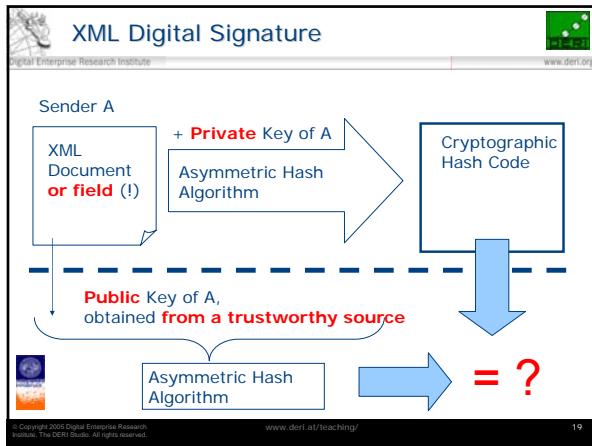 XML Digital Signature
DERI
Digital Enterprise Research Institute
www.deri.org
Sender A
+ Private Key of A
XML
Document
or field (!)
Asymmetric Hash
Algorithm
Cryptographic
Hash Code
Public Key of A,
obtained from a trustworthy source
Asymmetric Hash
Algorithm
= ?
© Copyright 2005 Digital Enterprise Research
Institute, The DERI Studio. All rights reserved.
www.deri.at/teaching/
19